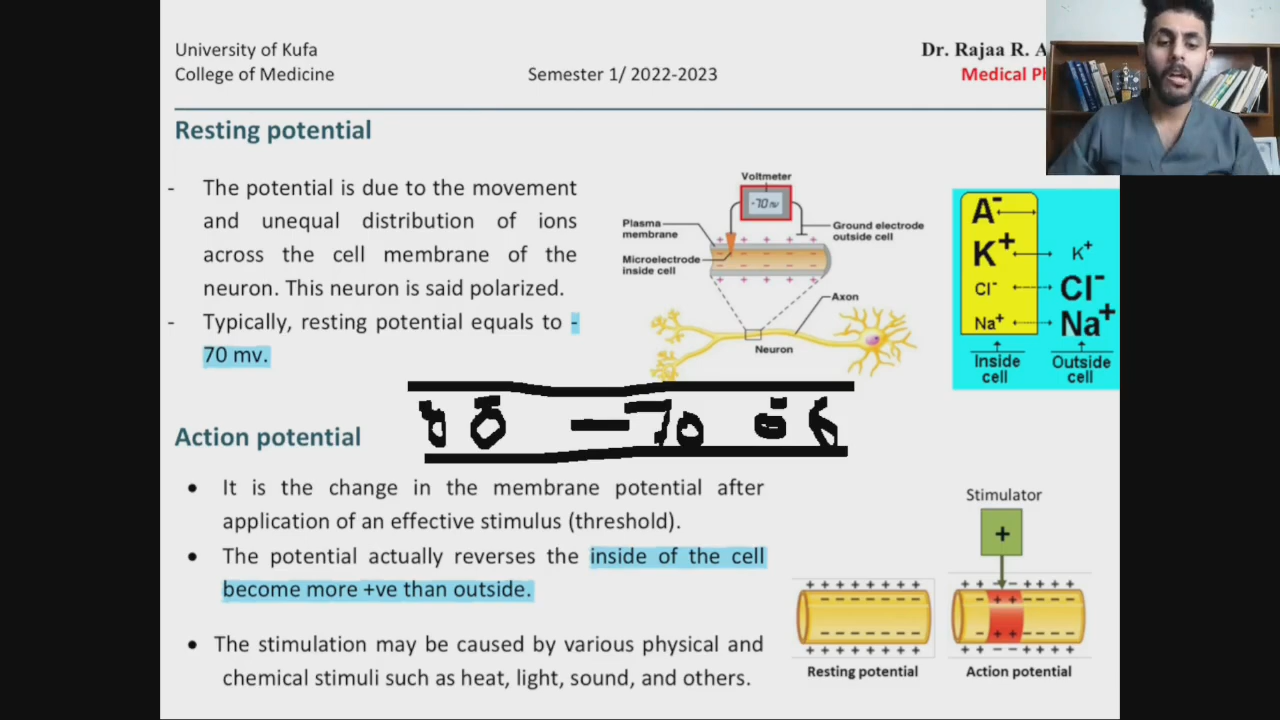 University of Kufa
College of Medicine
Semester 1/ 2022-2023
Dr. Rajaa R. A
Medical Ph
Resting potential
- The potential is due to the movement
and unequal distribution of ions
across the cell membrane of the
neuron. This neuron is said polarized.
- Typically, resting potential equals to -
70 mv.
Voltmeter
-70 mv
Plasma
membrane
Ground electrode
outside cell
Microelectrode
inside cell
Axon
Neuron
A-
K+ K+
Cl- Cl-
Na+ Na+
Inside
cell
Outside
cell
-70
Action potential
• It is the change in the membrane potential after
application of an effective stimulus (threshold).
• The potential actually reverses the inside of the cell
become more +ve than outside.
• The stimulation may be caused by various physical and
chemical stimuli such as heat, light, sound, and others.
Stimulator
+
Resting potential
Action potential